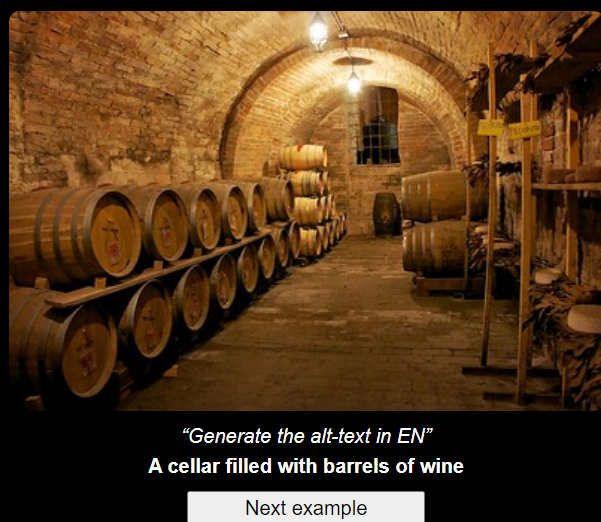 “Generate the alt-text in EN”
A cellar filled with barrels of wine
Next example